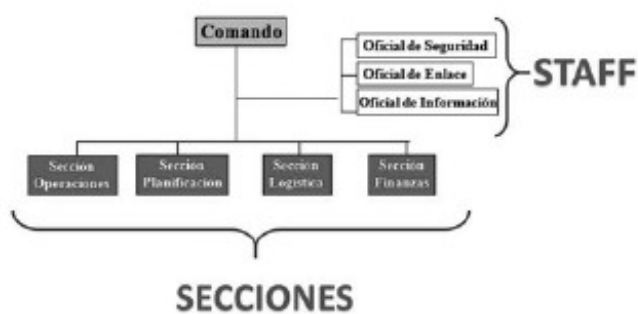 Comando
Oficial de Seguridad
Oficial de Enlace
Oficial de Información
STAFF
Sección
Operaciones
Sección
Planificacion
Sección
Logística
Sección
Finanzas
SECCIONES